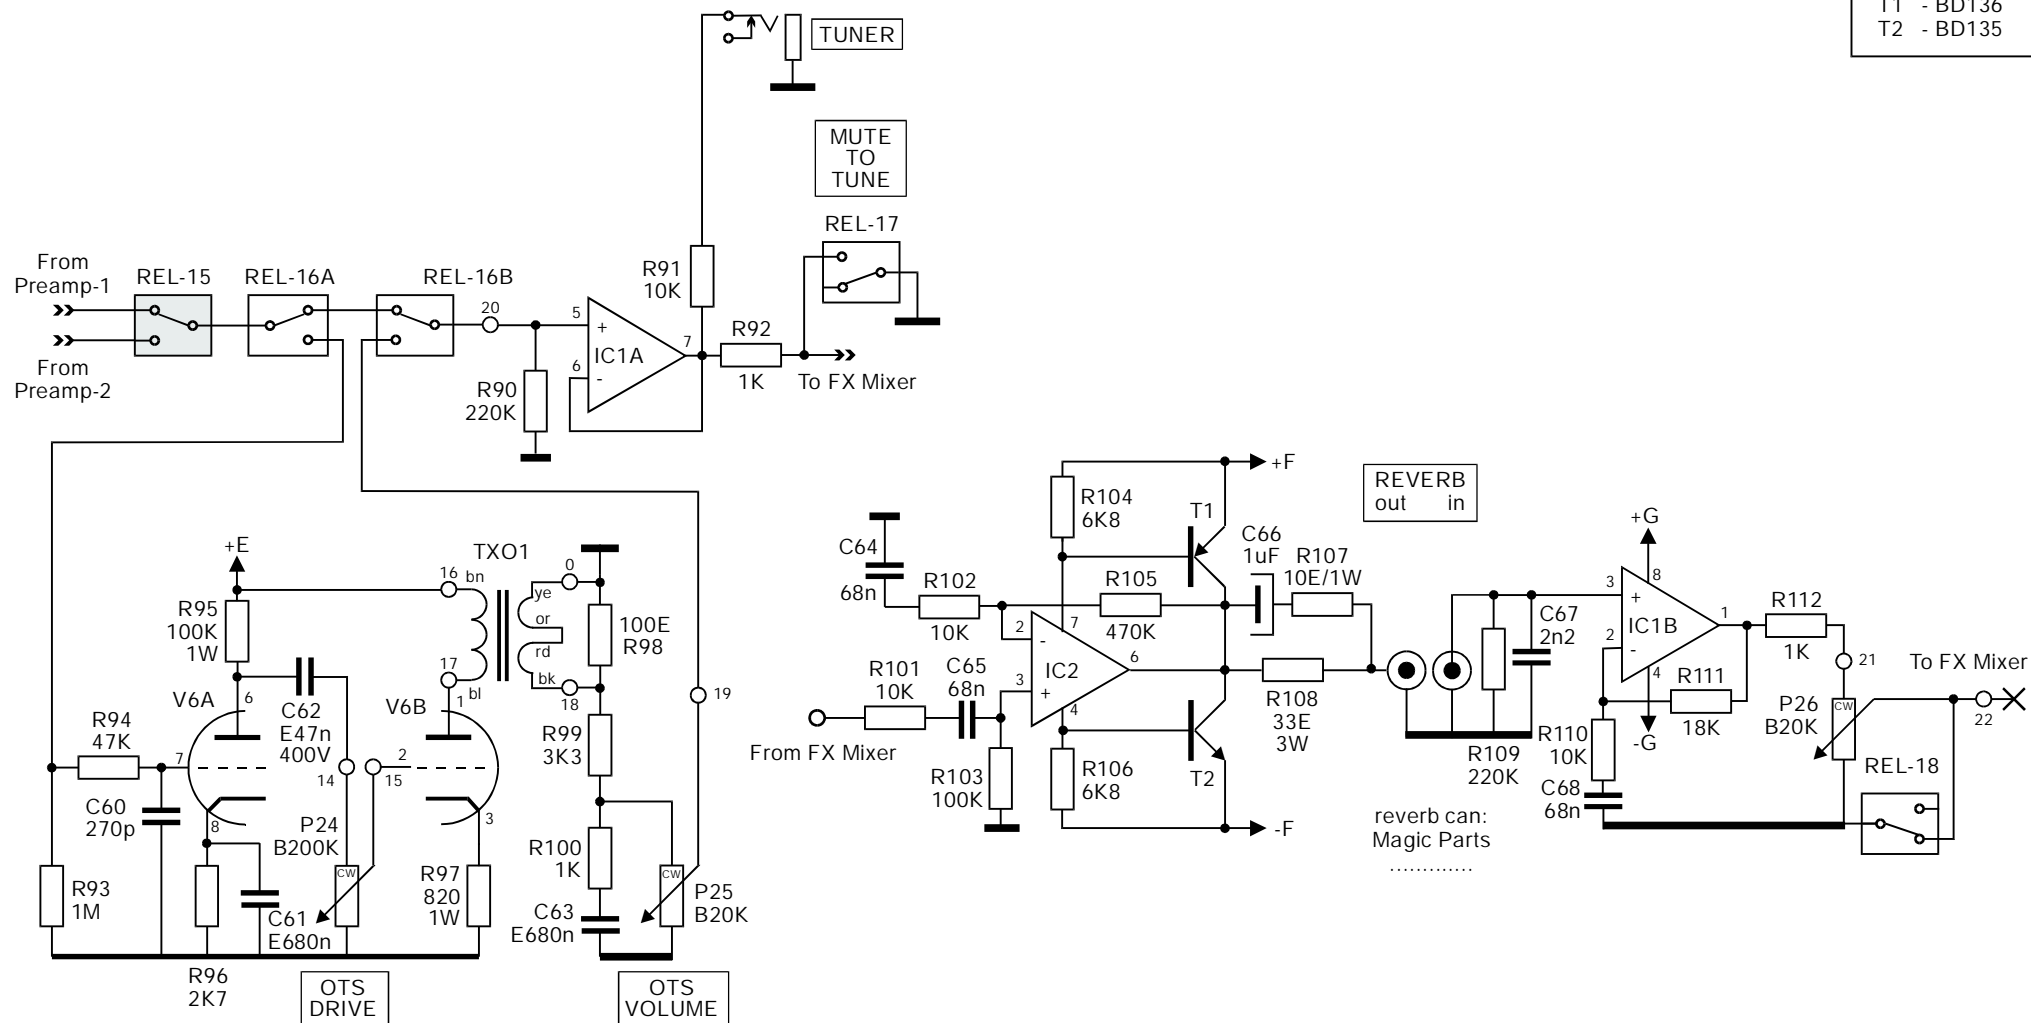 T1 - BD136
T2 - BD135
TUNER
MUTE
TO
TUNE
REL-17
From
Preamp-1
REL-15
REL-16A
REL-16B
20
5
+
IC1A
6
-
7
R91
10K
R92
1K
To FX Mixer
From
Preamp-2
R90
220K
+E
R95
100K
1W
TXO1
16
bn
17
bl
0
ye
or
rd
bk
18
100E
R98
V6A
6
C62
E47n
400V
V6B
1
R94
47K
7
14
2
15
R99
3K3
19
C60
270p
8
P24
B200K
CW
3
R97
820
1W
R100
1K
CW
P25
B20K
R93
1M
C61
E680n
C63
E680n
R96
2K7
OTS
DRIVE
OTS
VOLUME
+F
R104
6K8
T1
C64
68n
R102
10K
R105
470K
C66
1uF
R107
10E/1W
2
-
7
IC2
6
3
+
4
R101
10K
C65
68n
From FX Mixer
R103
100K
R106
6K8
T2
R108
33E
3W
-F
REVERB
out in
reverb can:
Magic Parts
.............
R109
220K
C67
2n2
+G
8
3
+
IC1B
2
-
4
1
-G
R111
18K
R110
10K
C68
68n
R112
1K
21
To FX Mixer
P26
B20K
CW
22
REL-18